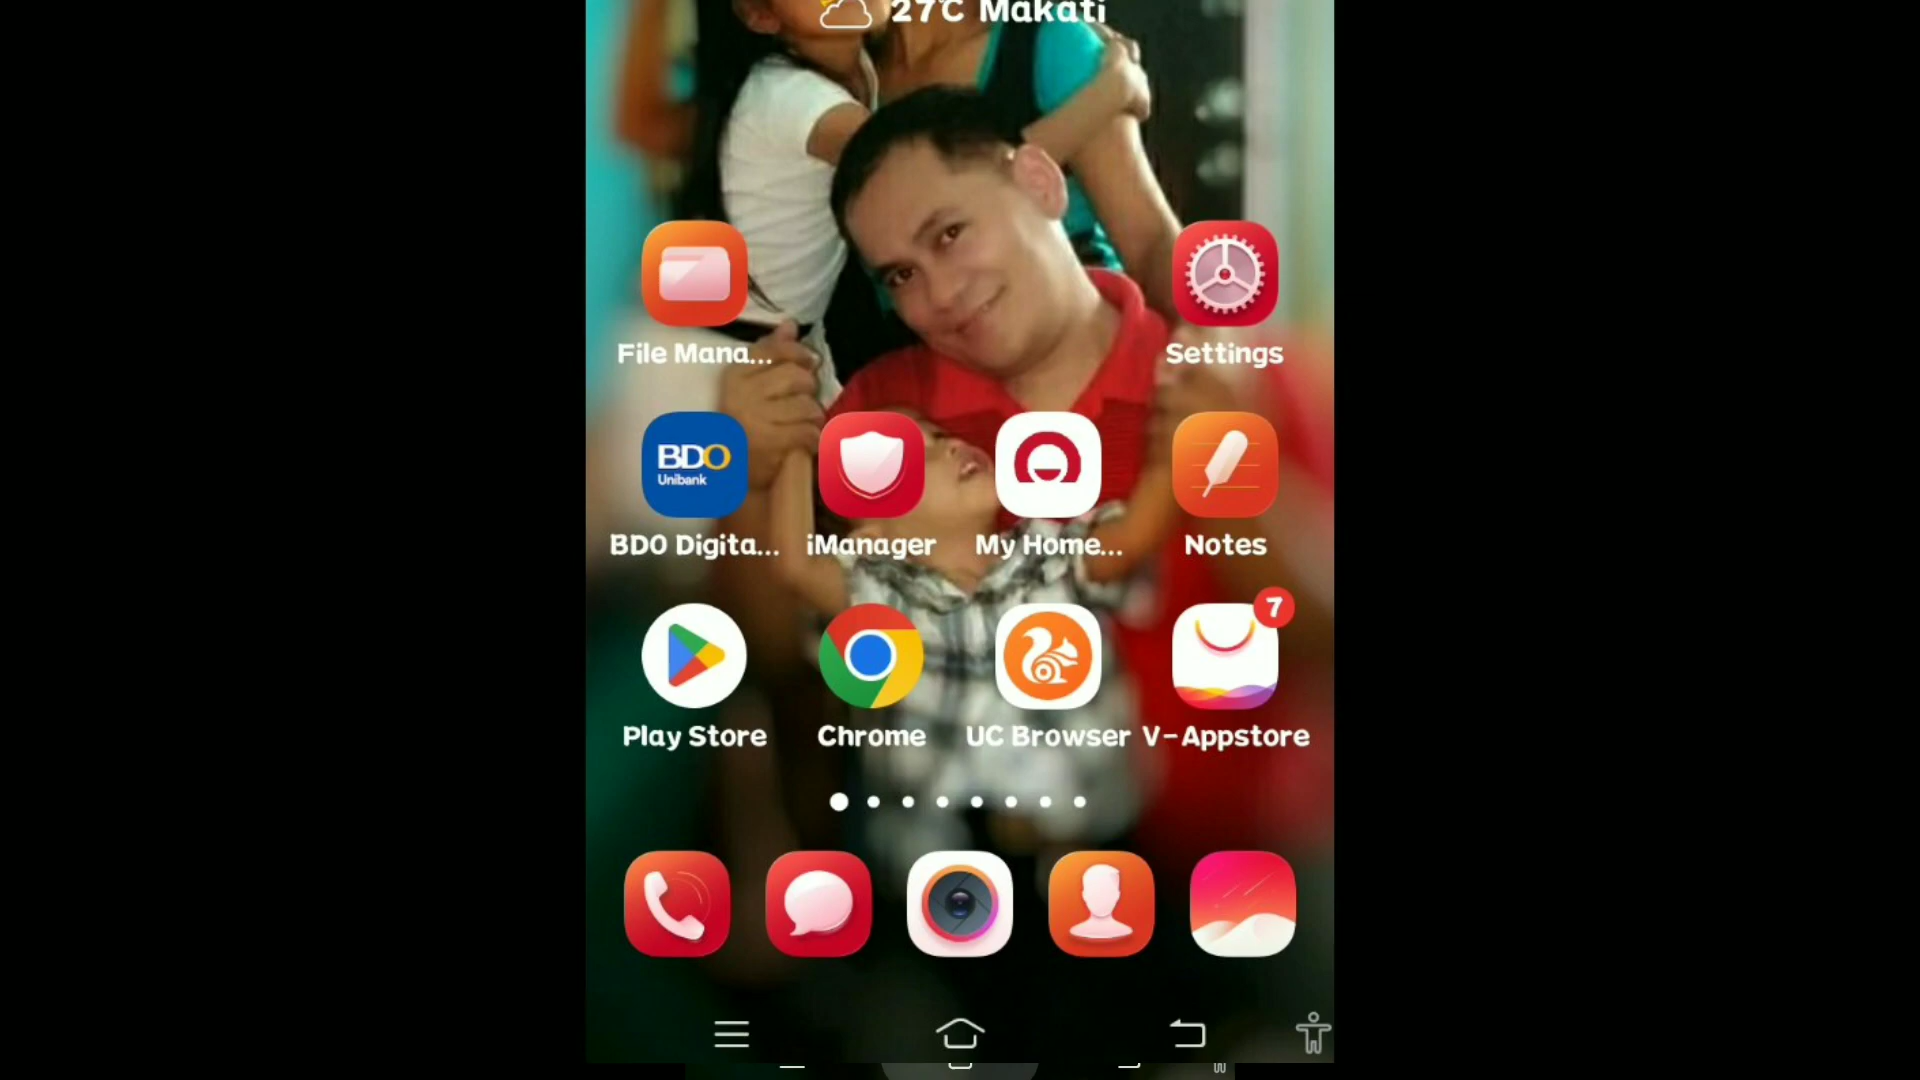 27°C Makati
File Mana...
Settings
BDO
Unibank
BDO Digita...
iManager
My Home...
Notes
7
Play Store
Chrome
UC Browser
V-Appstore